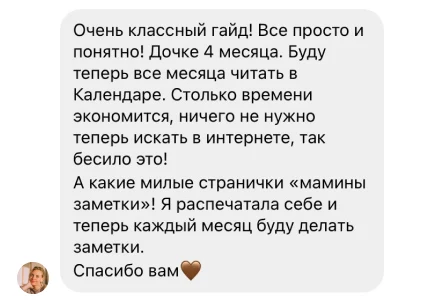 Очень классный гайд! Все просто и
понятно! Дочке 4 месяца. Буду
теперь все месяца читать в
Календаре. Столько времени
экономится, ничего не нужно
теперь искать в интернете, так
бесило это!
А какие милые странички «мамины
заметки»! Я распечатала себе и
теперь каждый месяц буду делать
заметки.
Спасибо вам🤎